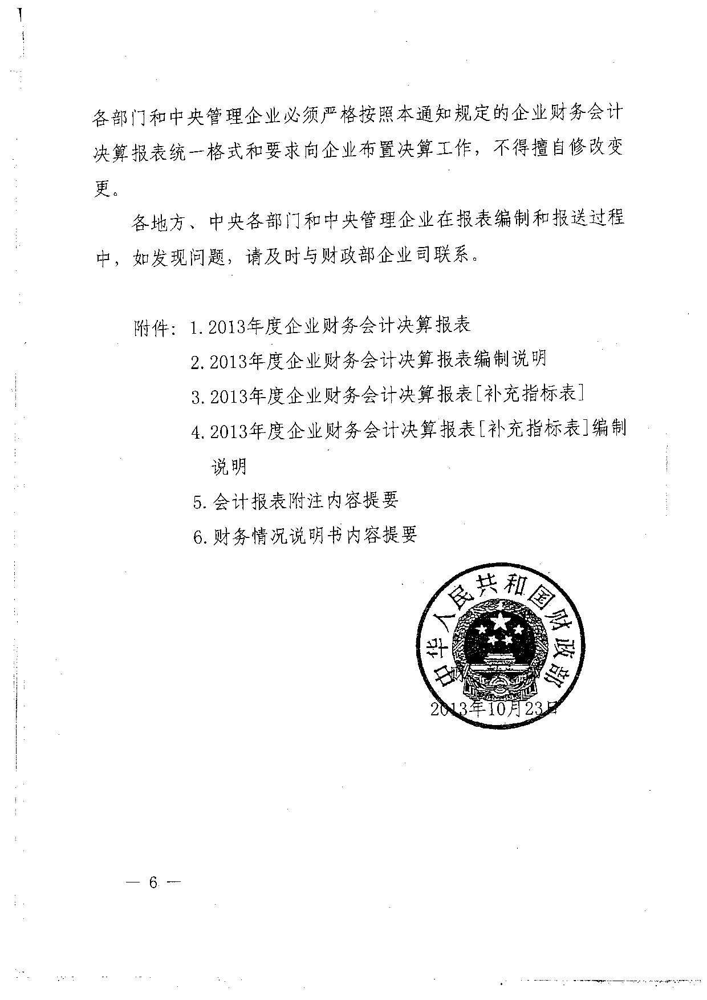 各部门和中央管理企业必须严格按照本通知规定的企业财务会计
决算报表统一格式和要求向企业布置决算工作，不得擅自修改变
更。
各地方、中央各部门和中央管理企业在报表编制和报送过程
中，如发现问题，请及时与财政部企业司联系。
附件：1.2013年度企业财务会计决算报表
2.2013年度企业财务会计决算报表编制说明
3.2013年度企业财务会计决算报表[补充指标表]
4.2013年度企业财务会计决算报表[补充指标表]编制
说明
5.会计报表附注内容提要
6.财务情况说明书内容提要
中华人民共和国财政部
2013年10月23日
— 6 —